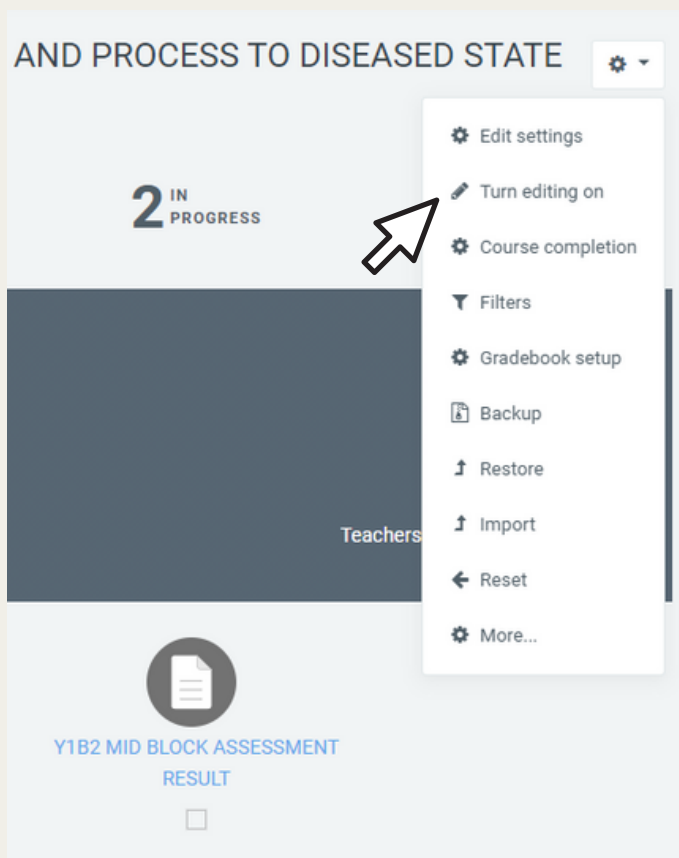 AND PROCESS TO DISEASED STATE
Edit settings
2 IN
PROGRESS
Turn editing on
Course completion
Filters
Gradebook setup
Backup
Restore
Import
Reset
More...
Teachers
Y1B2 MID BLOCK ASSESSMENT
RESULT